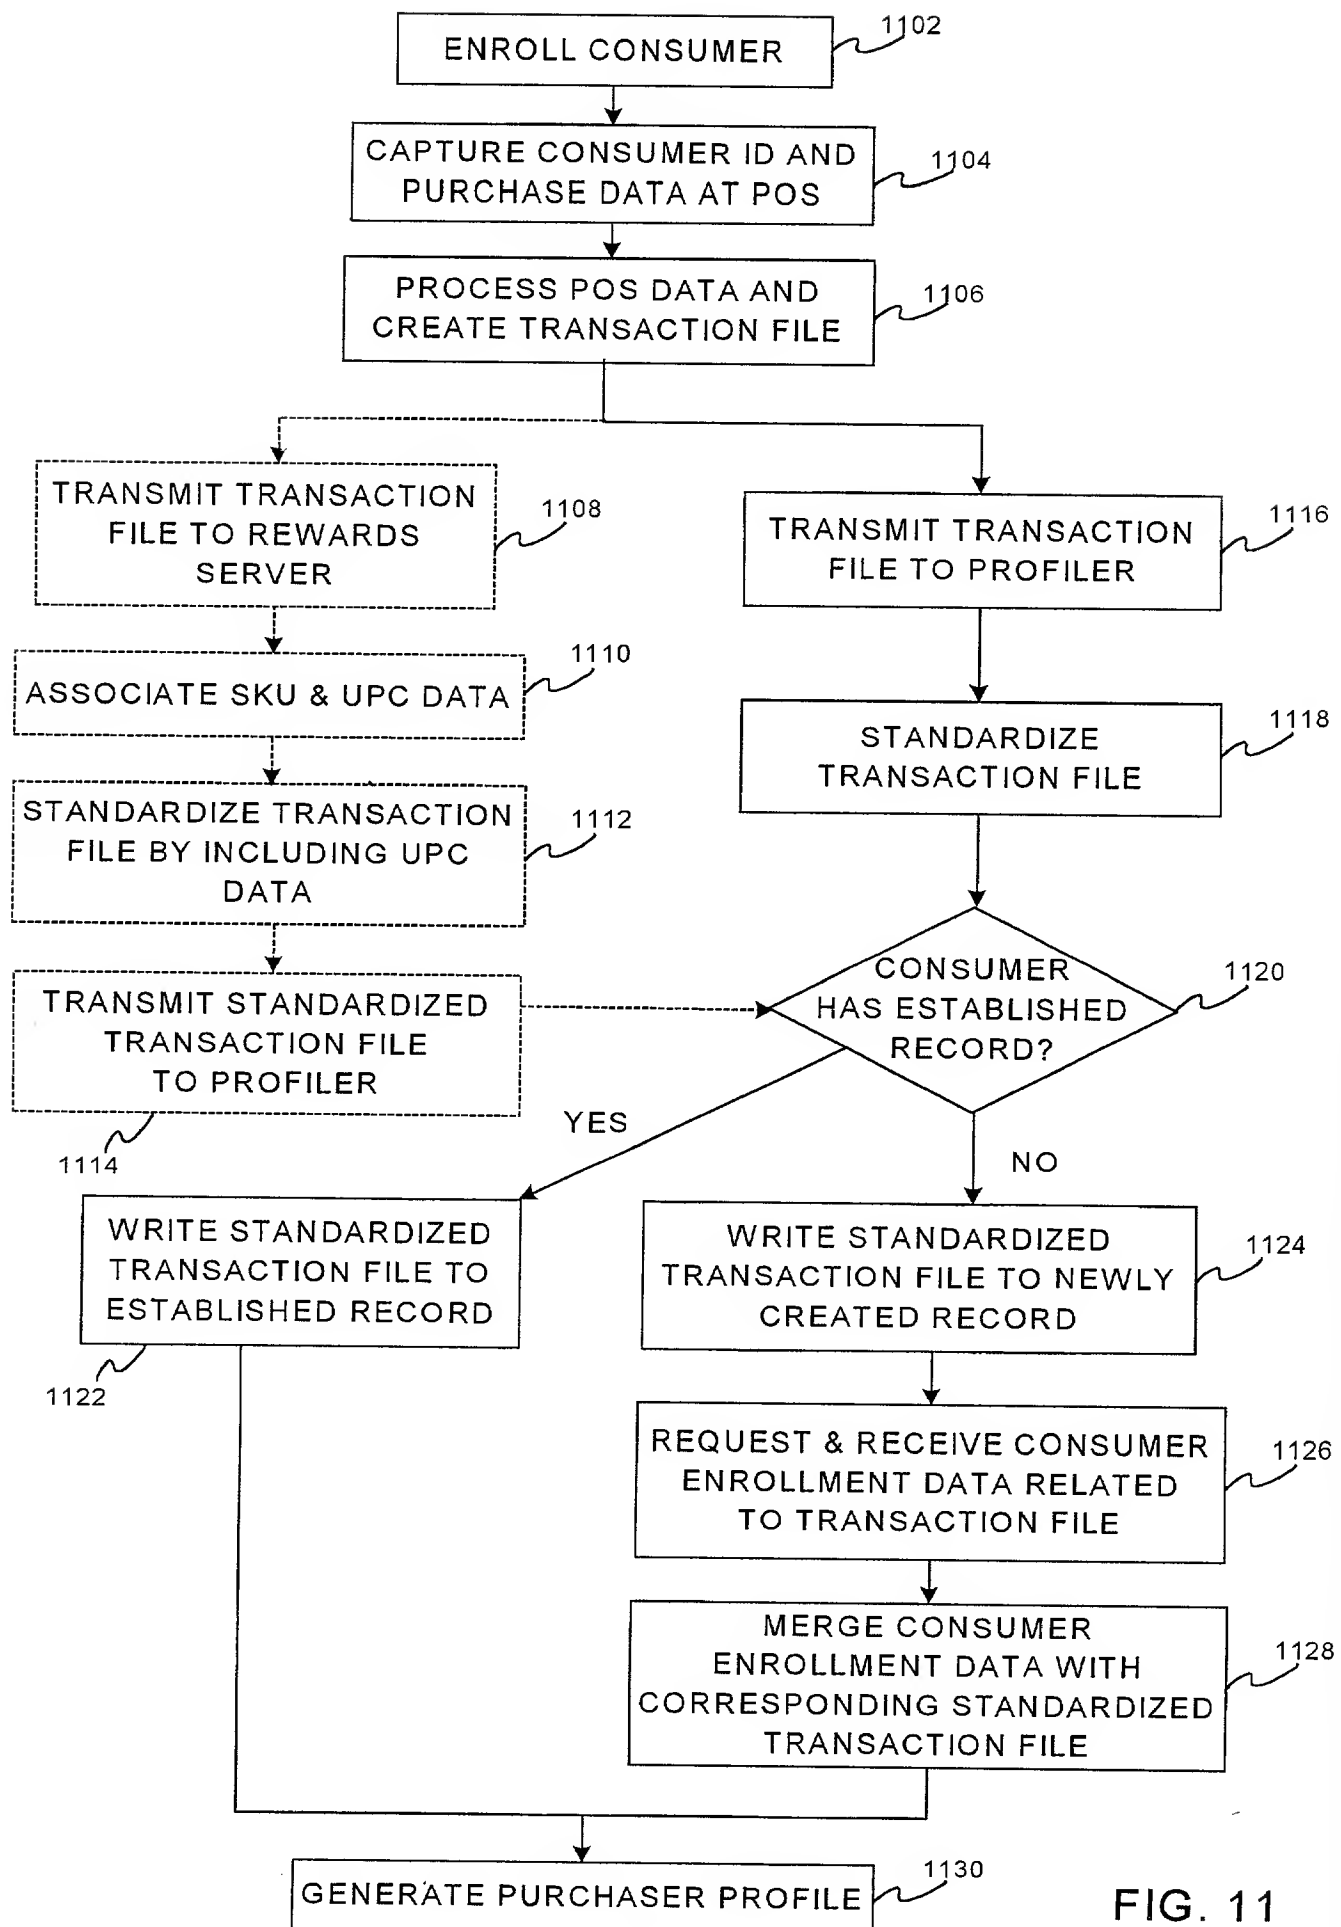 ENROLL CONSUMER
1102
CAPTURE CONSUMER ID AND
PURCHASE DATA AT POS
1104
PROCESS POS DATA AND
CREATE TRANSACTION FILE
1106
TRANSMIT TRANSACTION
FILE TO REWARDS
SERVER
1108
TRANSMIT TRANSACTION
FILE TO PROFILER
1116
ASSOCIATE SKU & UPC DATA
1110
STANDARDIZE
TRANSACTION FILE
1118
STANDARDIZE TRANSACTION
FILE BY INCLUDING UPC
DATA
1112
CONSUMER
HAS ESTABLISHED
RECORD?
1120
TRANSMIT STANDARDIZED
TRANSACTION FILE
TO PROFILER
1114
YES
NO
WRITE STANDARDIZED
TRANSACTION FILE TO
ESTABLISHED RECORD
1122
WRITE STANDARDIZED
TRANSACTION FILE TO NEWLY
CREATED RECORD
1124
REQUEST & RECEIVE CONSUMER
ENROLLMENT DATA RELATED
TO TRANSACTION FILE
1126
MERGE CONSUMER
ENROLLMENT DATA WITH
CORRESPONDING STANDARDIZED
TRANSACTION FILE
1128
GENERATE PURCHASER PROFILE
1130
FIG. 11